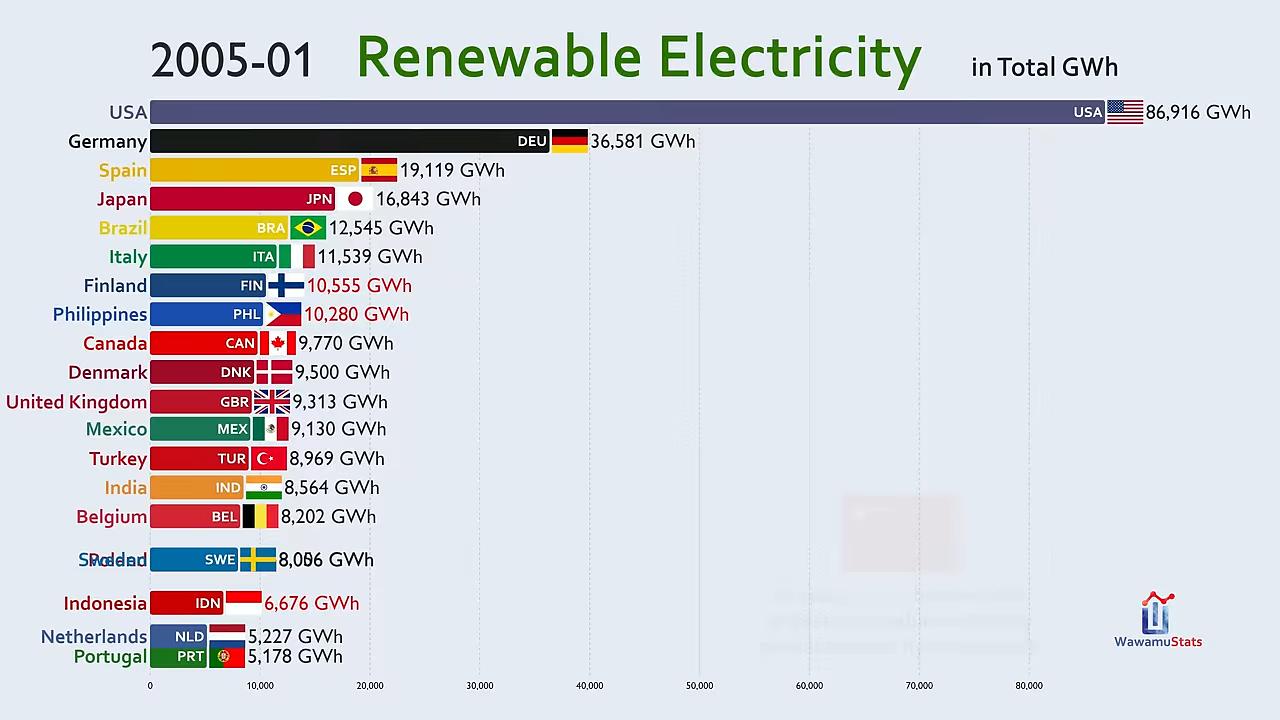 2005-01 Renewable Electricity in Total GWh
USA USA 86,916 GWh
Germany DEU 36,581 GWh
Spain ESP 19,119 GWh
Japan JPN 16,843 GWh
Brazil BRA 12,545 GWh
Italy ITA 11,539 GWh
Finland FIN 10,555 GWh
Philippines PHL 10,280 GWh
Canada CAN 9,770 GWh
Denmark DNK 9,500 GWh
United Kingdom GBR 9,313 GWh
Mexico MEX 9,130 GWh
Turkey TUR 8,969 GWh
India IND 8,564 GWh
Belgium BEL 8,202 GWh
SWE GWh
Indonesia IDN 6,676 GWh
Netherlands NLD 5,227 GWh
Portugal PRT 5,178 GWh
0 10,000 20,000 30,000 40,000 50,000 60,000 70,000 80,000
WawamuStats